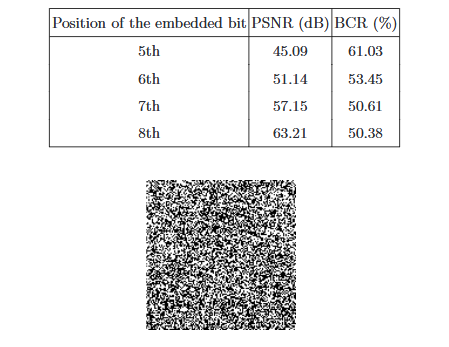 Position of the embedded bit PSNR (dB) BCR (%)
5th 45.09 61.03
6th 51.14 53.45
7th 57.15 50.61
8th 63.21 50.38